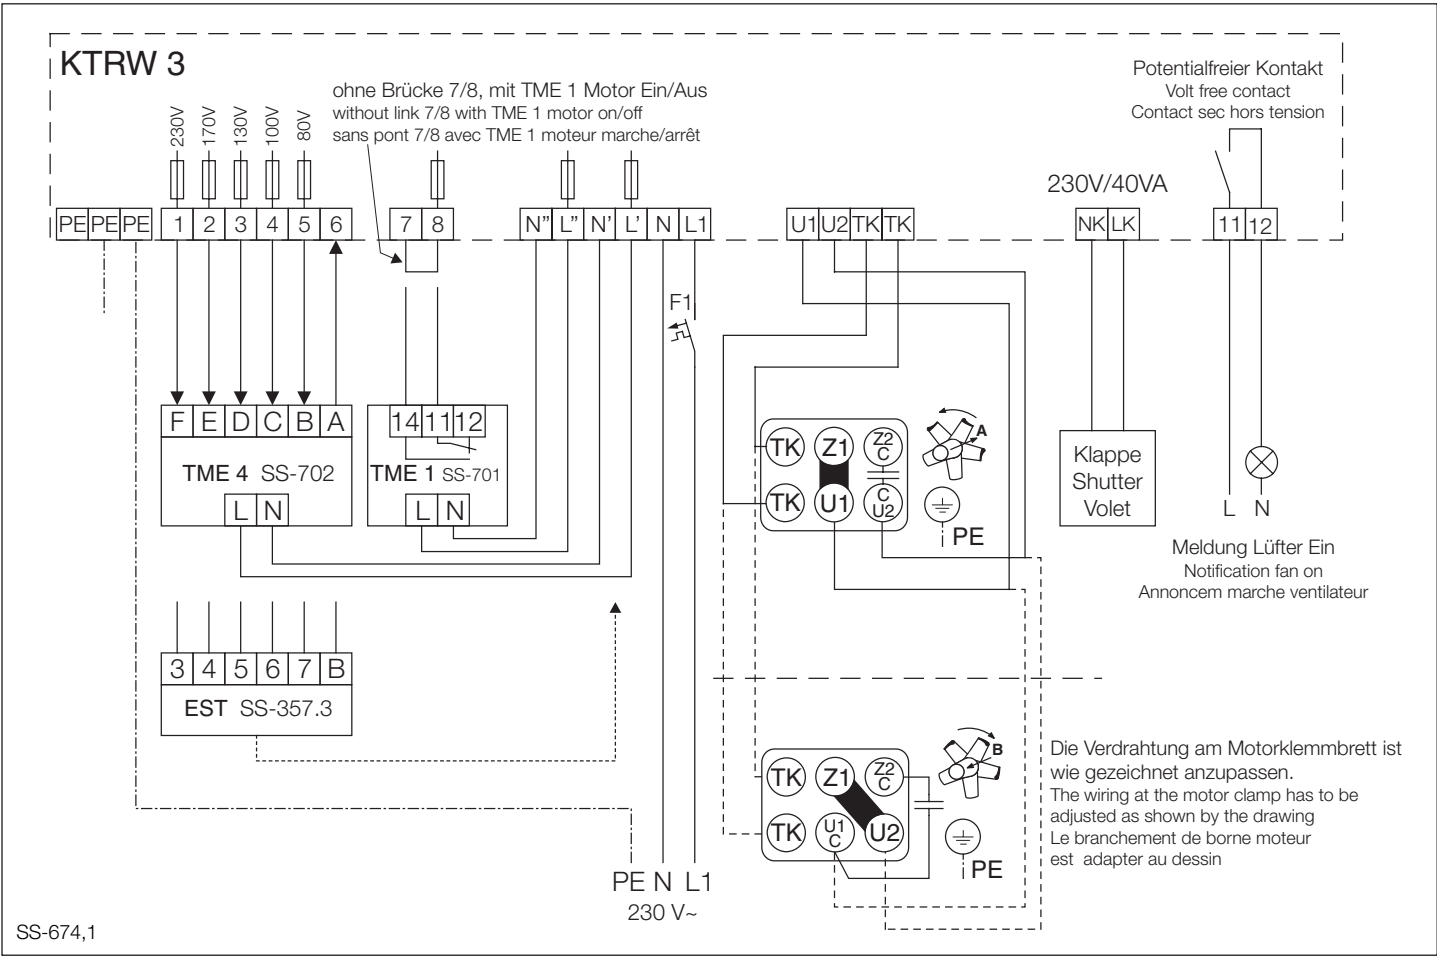 KTRW 3
ohne Brücke 7/8, mit TME 1 Motor Ein/Aus
without link 7/8 with TME 1 motor on/off
sans pont 7/8 avec TME 1 moteur marche/arrêt
Potentialfreier Kontakt
Volt free contact
Contact sec hors tension
230V 170V 130V 100V 80V
230V/40VA
PE PE PE 1 2 3 4 5 6 7 8 N” L” N’ L’ N L1 U1 U2 TK TK NK LK 11 12
F1
F E D C B A
TME 4 SS-702
L N
14 11 12
TME 1 SS-701
L N
TK Z1 Z2 C
TK U1 C U2
A
PE
Klappe
Shutter
Volet
L N
Meldung Lüfter Ein
Notification fan on
Annoncem marche ventilateur
3 4 5 6 7 B
EST SS-357.3
TK Z1 Z2 C
TK U1 C U2
B
PE
Die Verdrahtung am Motorklemmbrett ist
wie gezeichnet anzupassen.
The wiring at the motor clamp has to be
adjusted as shown by the drawing
Le branchement de borne moteur
est adapter au dessin
PE N L1
230 V~
SS-674,1